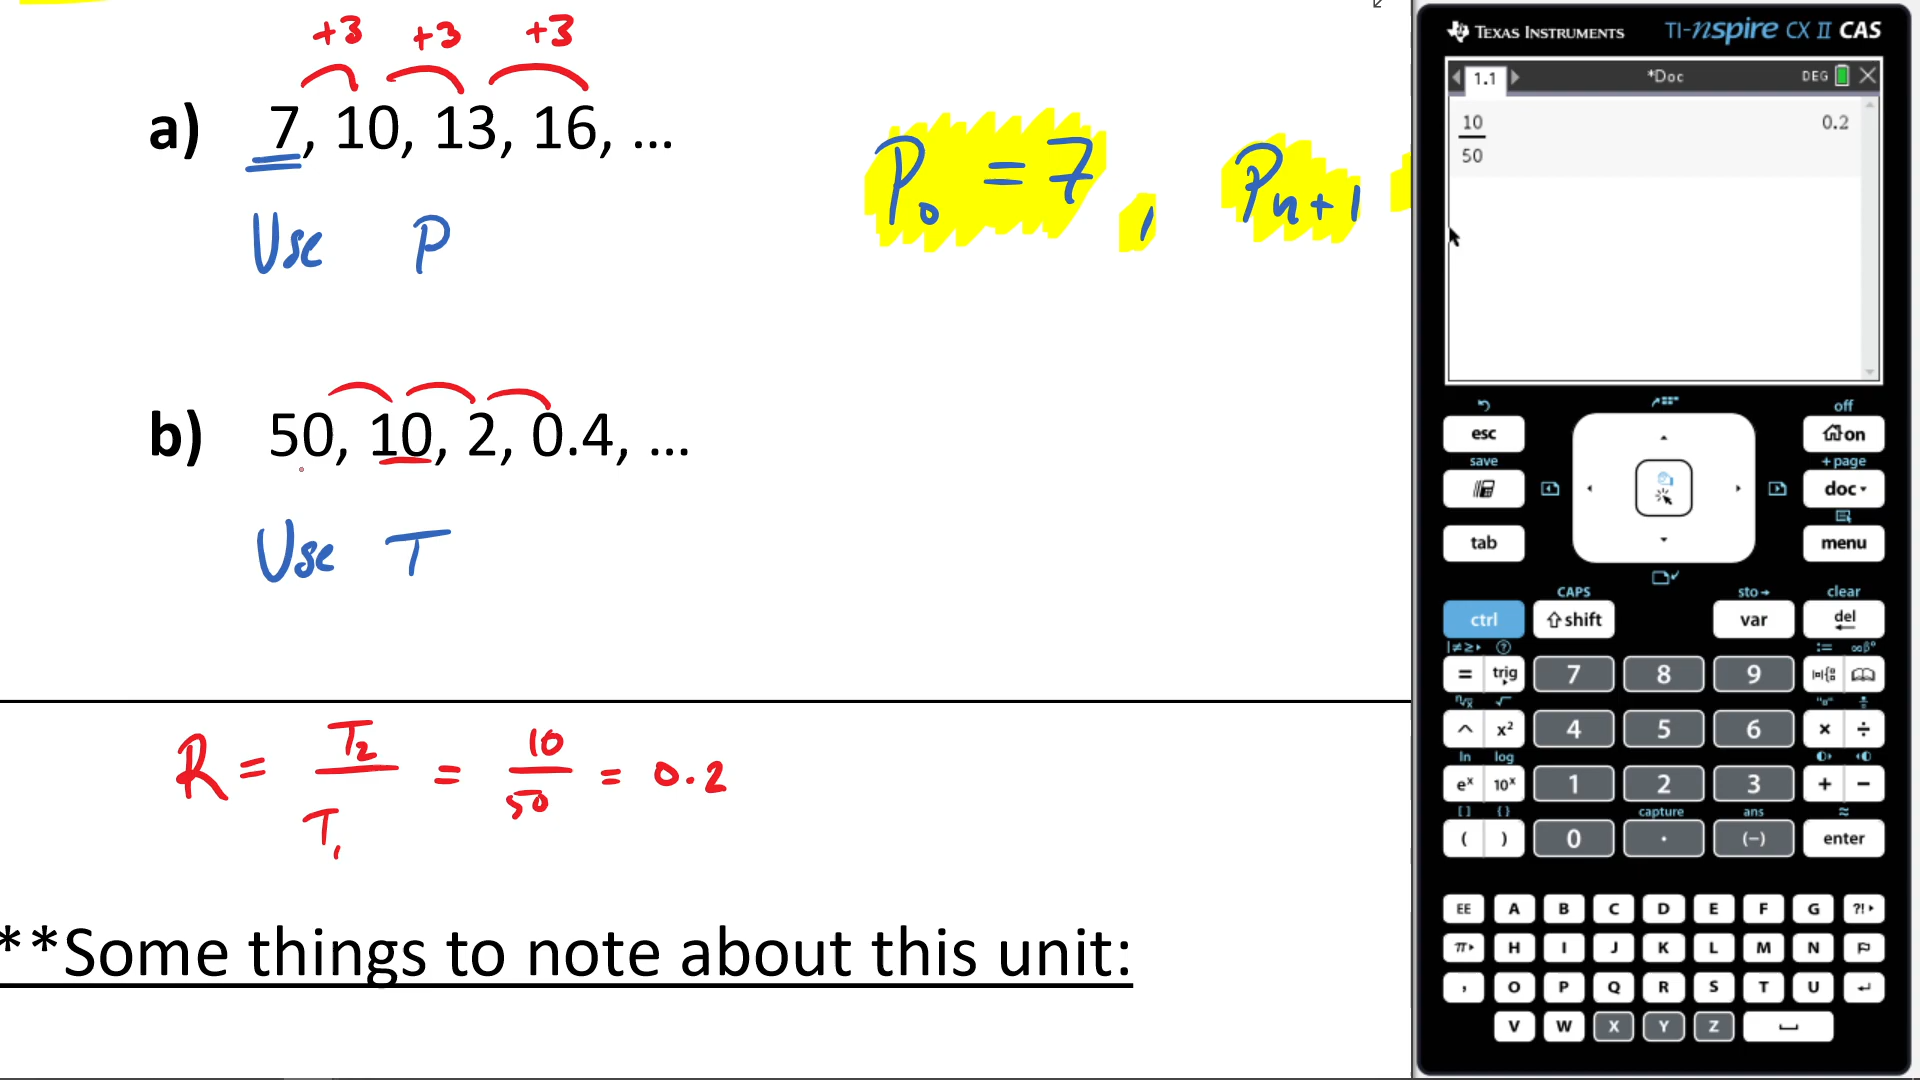 +3 +3 +3
a) 7, 10, 13, 16, ...
P₀ = 7, Pₙ₊₁
Use P
b) 50, 10, 2, 0.4, ...
Use T
R = T₂/T₁ = 10/50 = 0.2
**Some things to note about this unit:
TEXAS INSTRUMENTS TI-nspire CX II CAS
1.1 *Doc DEG
10/50 0.2
off
esc on
save + page
doc
tab menu
CAPS sto→ clear
ctrl shift var del
|≠≥▸ ? := ∞β°
= trig 7 8 9 |▫|{▫
ⁿ√x √ "▫" ÷
^ x² 4 5 6 × ÷
ln log
eˣ 10ˣ 1 2 3 + −
[ ] { } capture ans ≈
( ) 0 . (−) enter
EE A B C D E F G ?!▸
π▸ H I J K L M N
, O P Q R S T U ↵
V W X Y Z